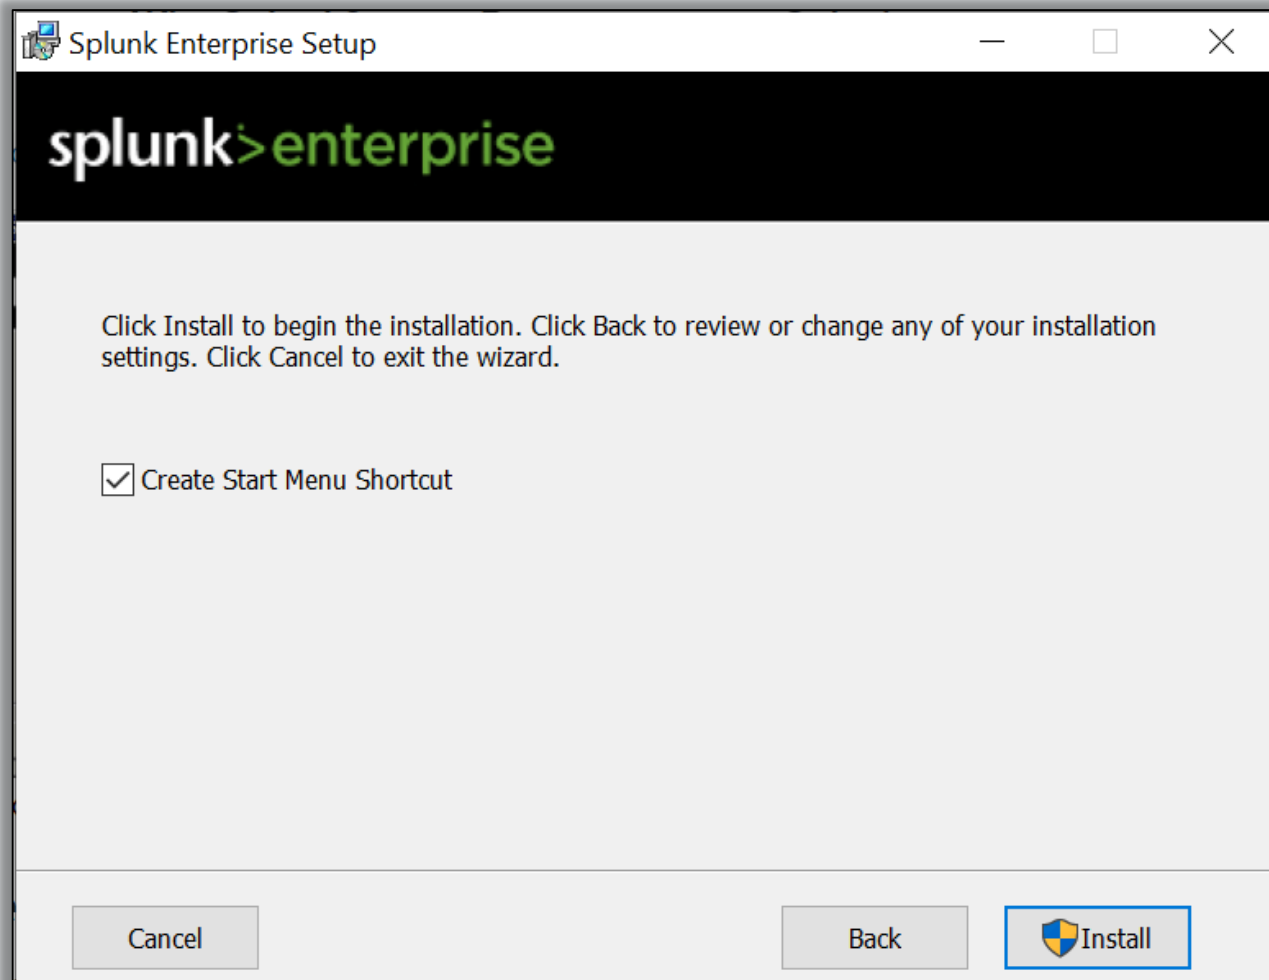 Splunk Enterprise Setup
splunk>enterprise
Click Install to begin the installation. Click Back to review or change any of your installation
settings. Click Cancel to exit the wizard.
Create Start Menu Shortcut
Cancel
Back
Install